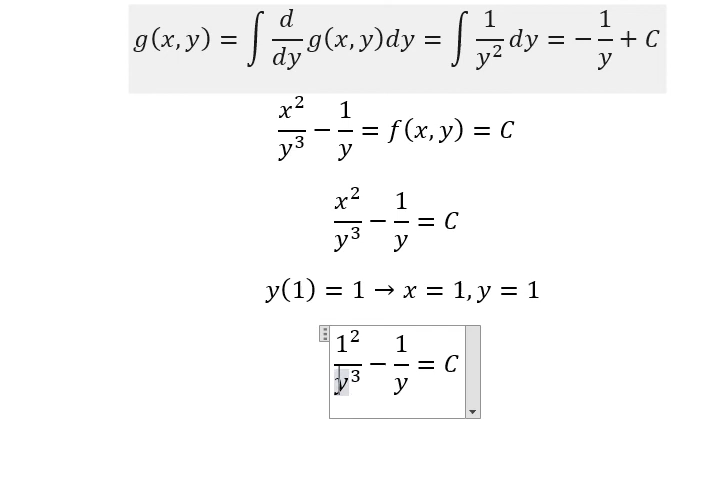 g(x, y) = ∫ d/dy g(x, y)dy = ∫ 1/y² dy = −1/y + C
x²/y³ − 1/y = f(x, y) = C
x²/y³ − 1/y = C
y(1) = 1 → x = 1, y = 1
1²/y³ − 1/y = C